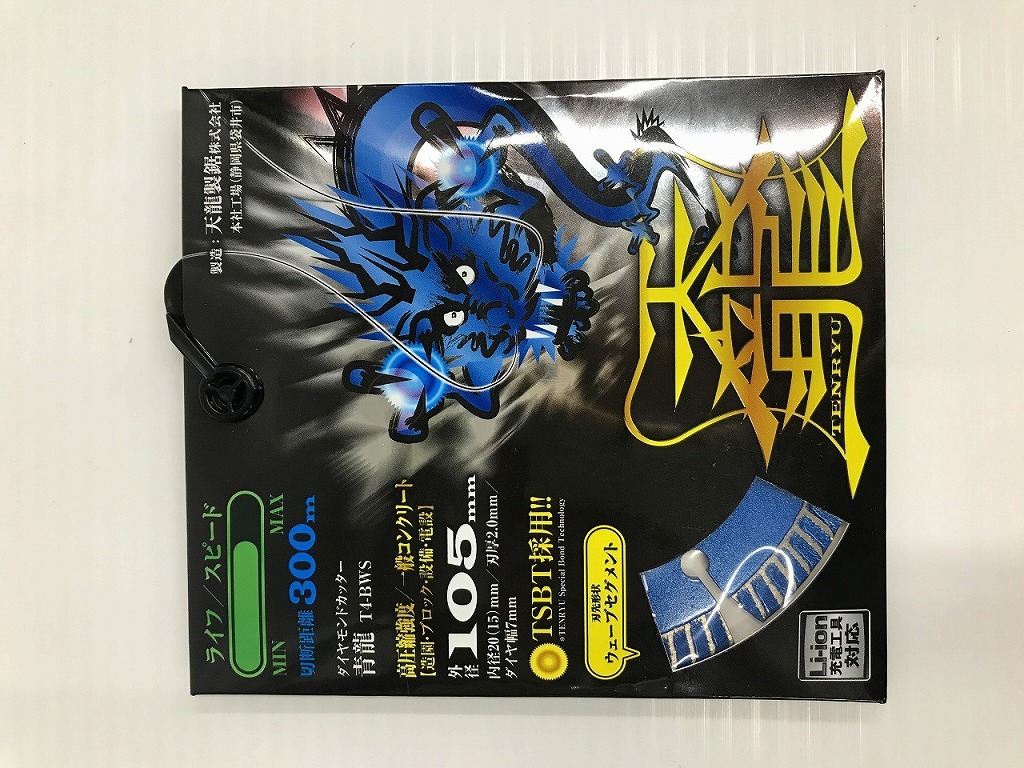 天龍
TENRYU
製造：天龍製鋸株式会社
本社工場（静岡県袋井市）
ライフ／スピード
MIN MAX
切断距離 300m
ダイヤモンドカッター
青龍 T4-BWS
高圧縮強度／一般コンクリート
【造園・ブロック・設備・電設】
外径 105mm
内径20（15）mm／刃厚2.0mm／
ダイヤ幅7mm
TSBT採用!!
*TENRYU Special Bond Technology
刃先形状
ウェーブセグメント
Li-ion
充電工具
対応